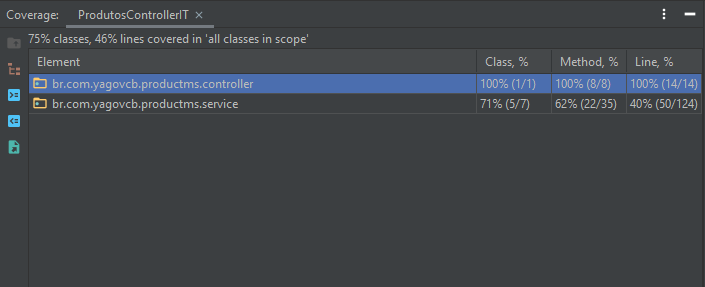 Coverage: ProdutosControllerIT
75% classes, 46% lines covered in 'all classes in scope'
Element Class, % Method, % Line, %
br.com.yagovcb.productms.controller 100% (1/1) 100% (8/8) 100% (14/14)
br.com.yagovcb.productms.service 71% (5/7) 62% (22/35) 40% (50/124)